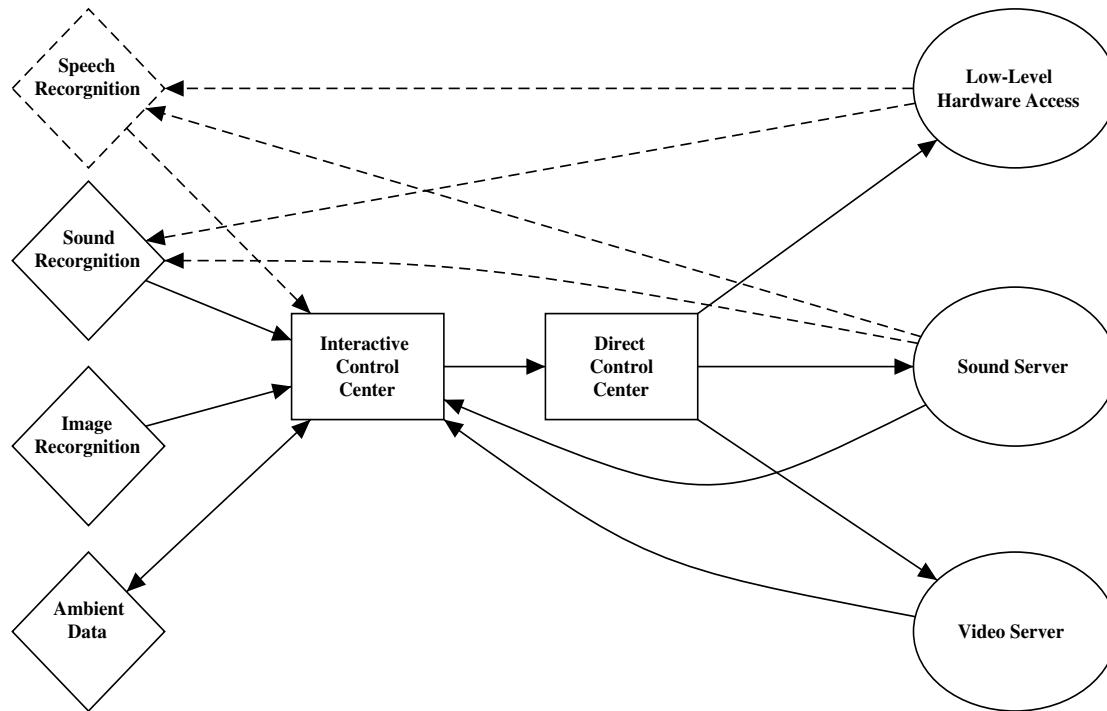 Speech
Recorgnition
Low-Level
Hardware Access
Sound
Recorgnition
Interactive
Control
Center
Direct
Control
Center
Sound Server
Image
Recorgnition
Ambient
Data
Video Server